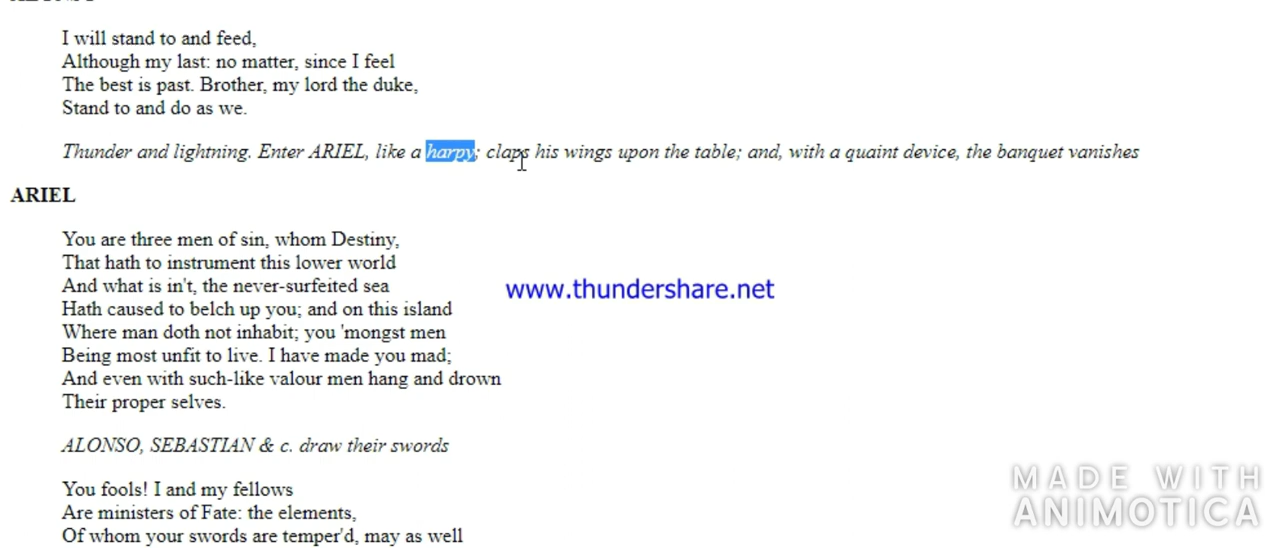 I will stand to and feed,
Although my last: no matter, since I feel
The best is past. Brother, my lord the duke,
Stand to and do as we.
Thunder and lightning. Enter ARIEL, like a harpy; claps his wings upon the table; and, with a quaint device, the banquet vanishes
ARIEL
You are three men of sin, whom Destiny,
That hath to instrument this lower world
And what is in't, the never-surfeited sea
Hath caused to belch up you; and on this island
Where man doth not inhabit; you 'mongst men
Being most unfit to live. I have made you mad;
And even with such-like valour men hang and drown
Their proper selves.
ALONSO, SEBASTIAN & c. draw their swords
You fools! I and my fellows
Are ministers of Fate: the elements,
Of whom your swords are temper'd, may as well
www.thundershare.net
MADE WITH
ANIMOTICA